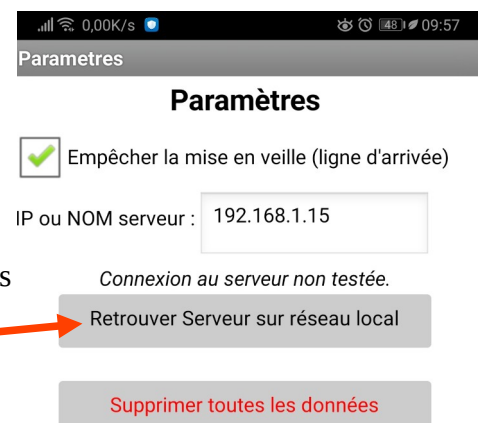 0,00K/s 48 09:57
Parametres
Paramètres
Empêcher la mise en veille (ligne d'arrivée)
IP ou NOM serveur : 192.168.1.15
s
Connexion au serveur non testée.
Retrouver Serveur sur réseau local
Supprimer toutes les données